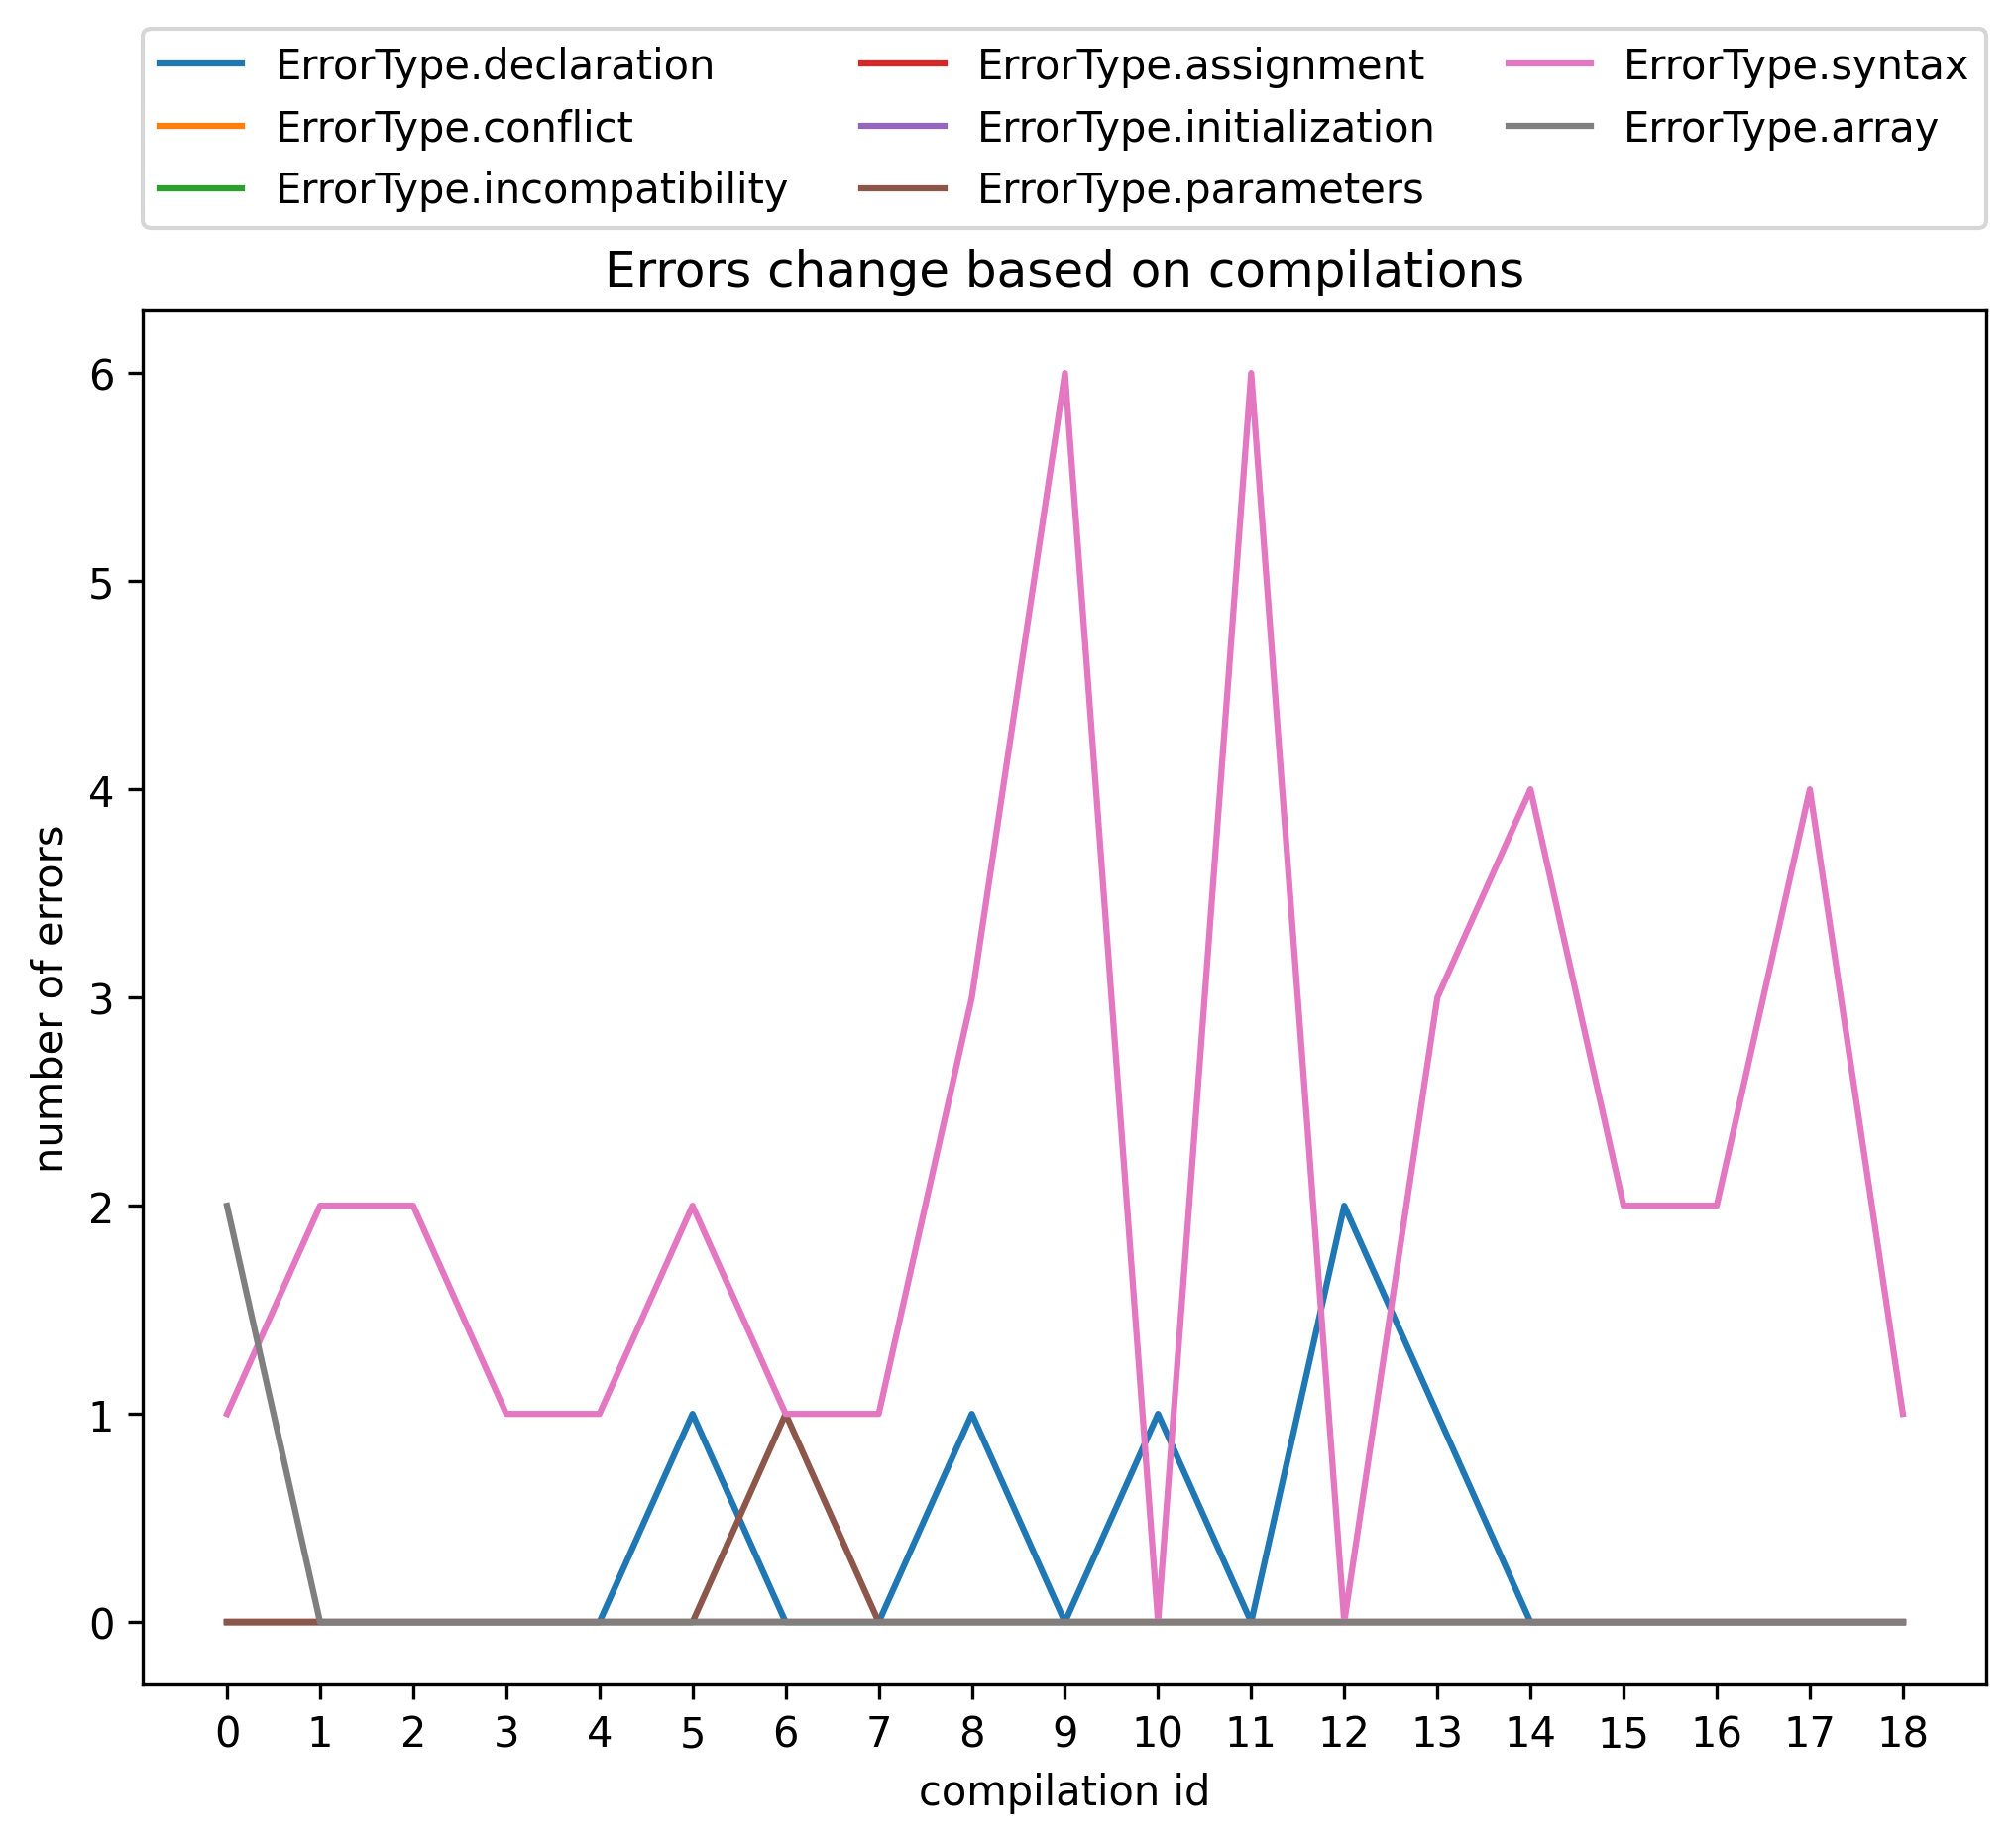 ErrorType.declaration
ErrorType.conflict
ErrorType.incompatibility
ErrorType.assignment
ErrorType.initialization
ErrorType.parameters
ErrorType.syntax
ErrorType.array
Errors change based on compilations
6
5
4
3
2
1
0
number of errors
0 1 2 3 4 5 6 7 8 9 10 11 12 13 14 15 16 17 18
compilation id